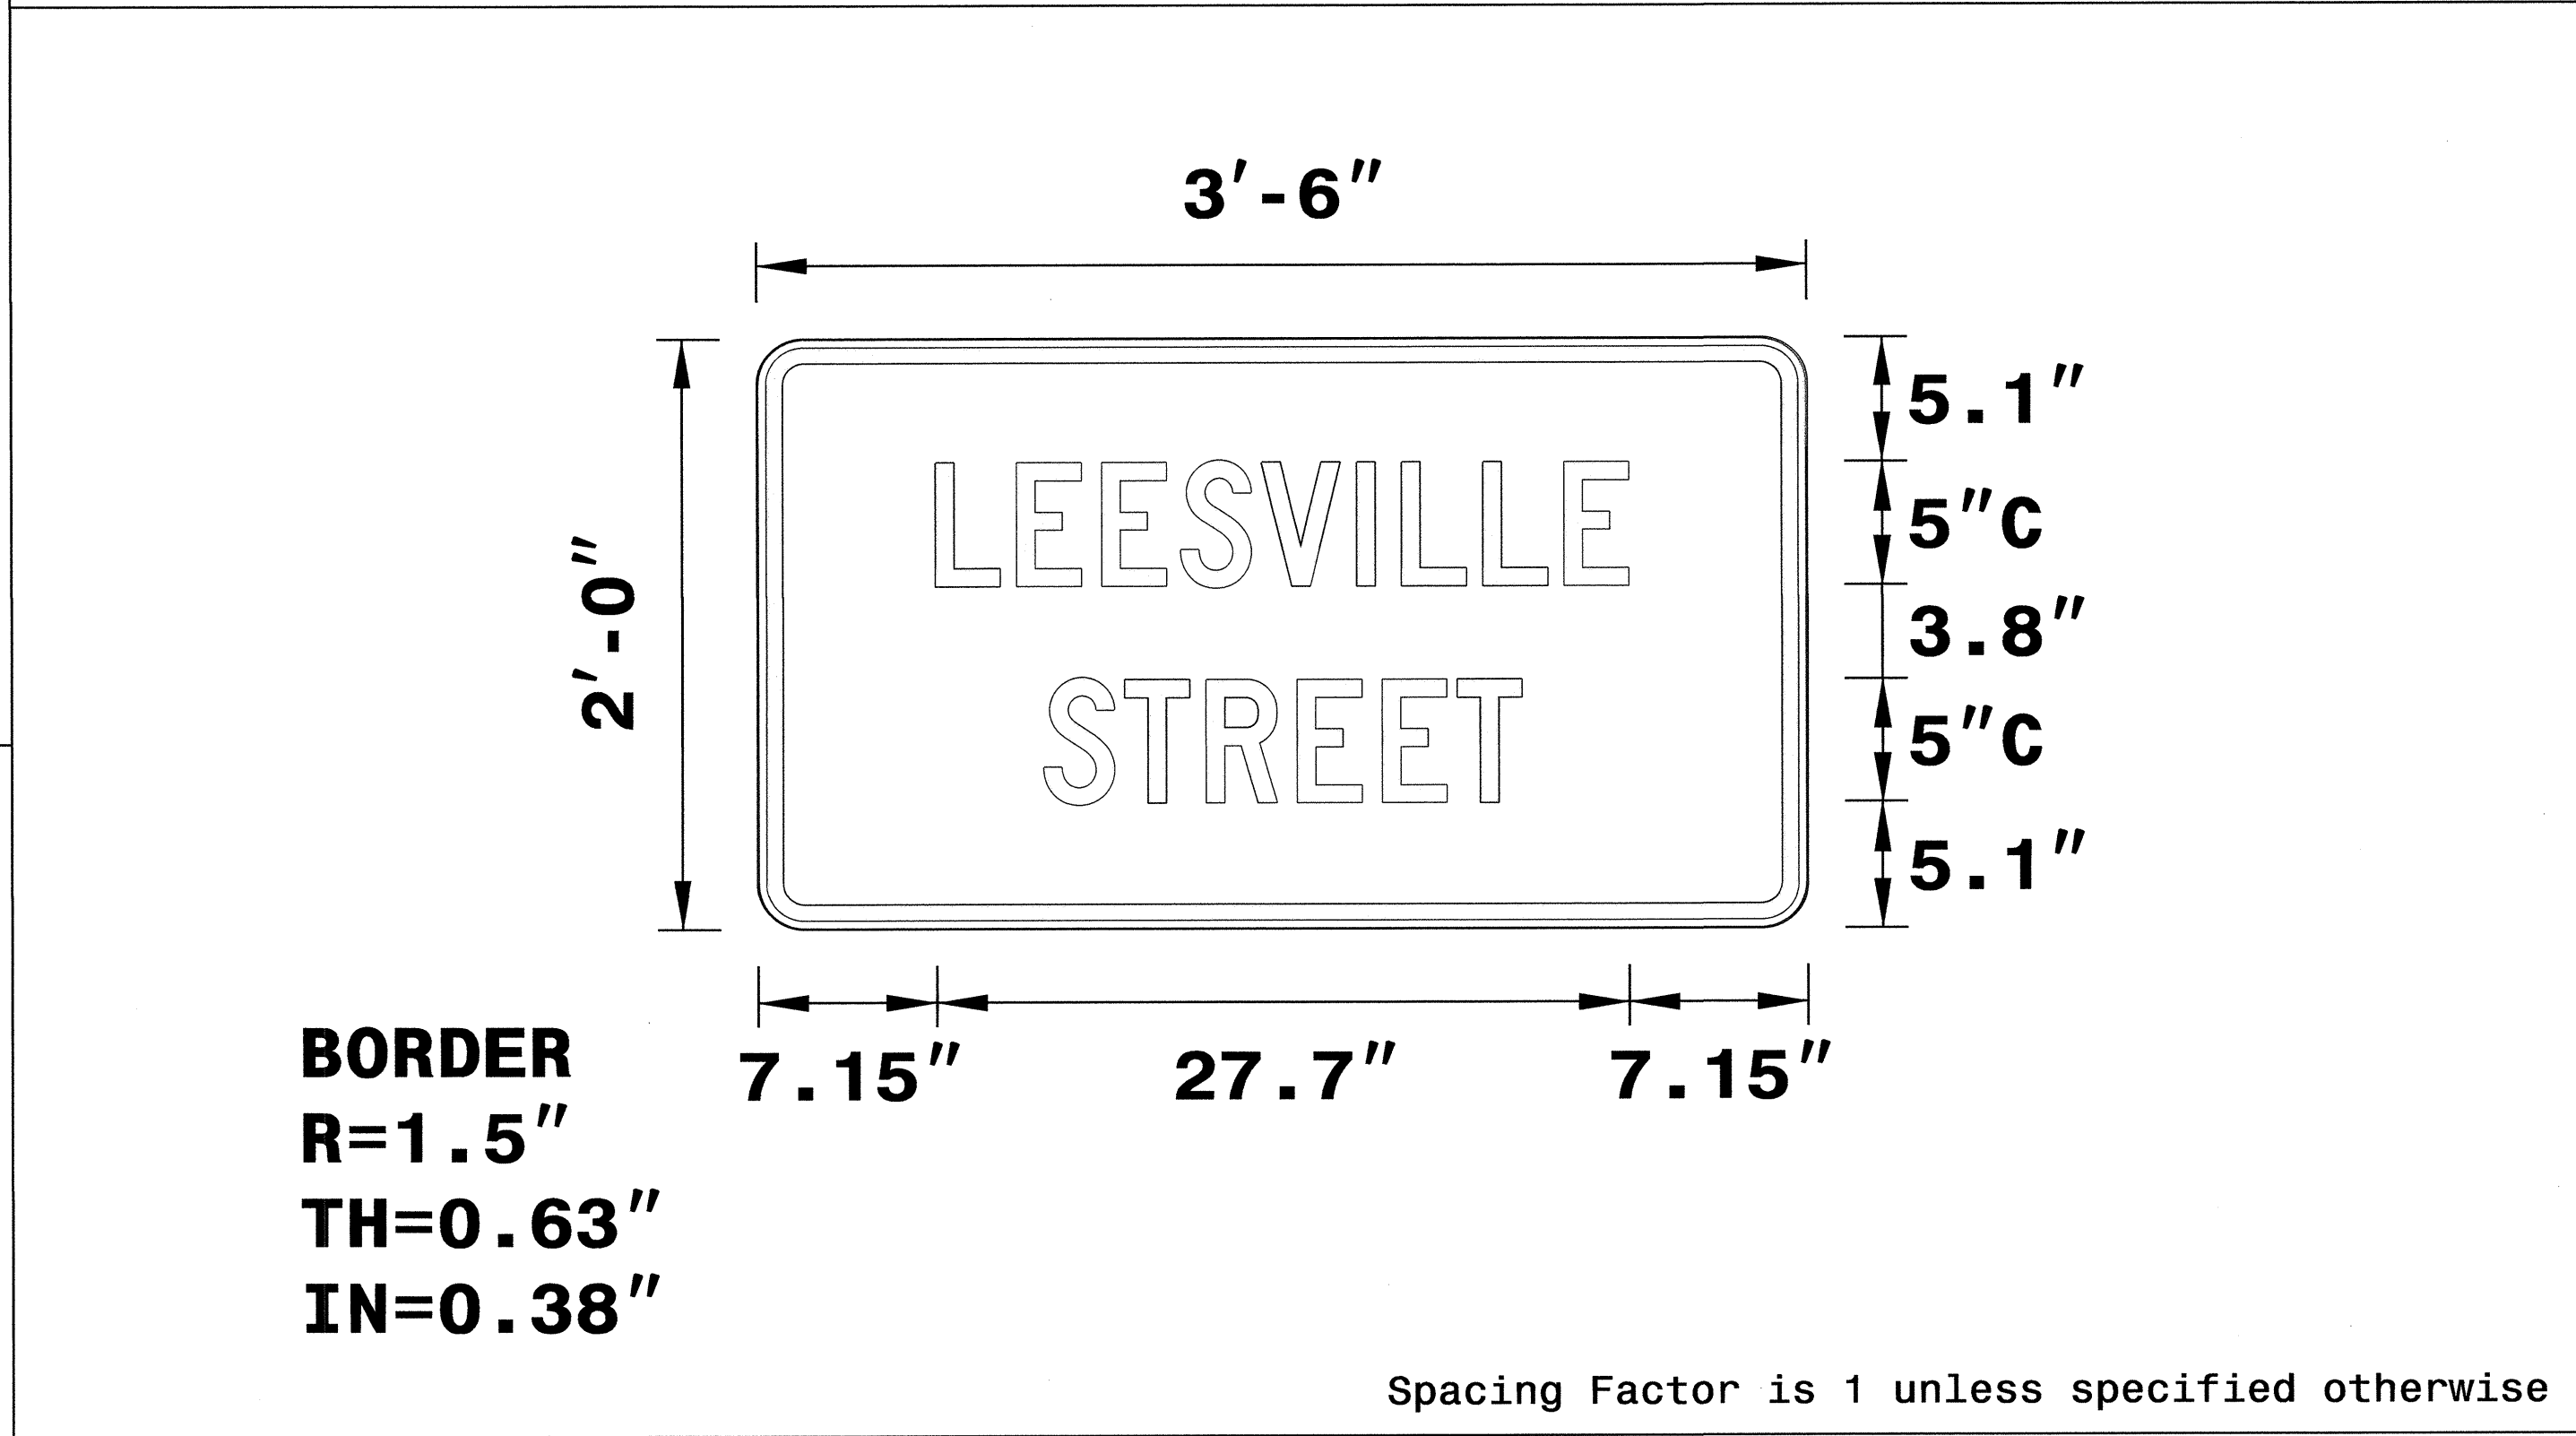 3'-6"
2'-0"
LEESVILLE
STREET
5.1"
5"C
3.8"
5"C
5.1"
7.15" 27.7" 7.15"
BORDER
R=1.5"
TH=0.63"
IN=0.38"
Spacing Factor is 1 unless specified otherwise